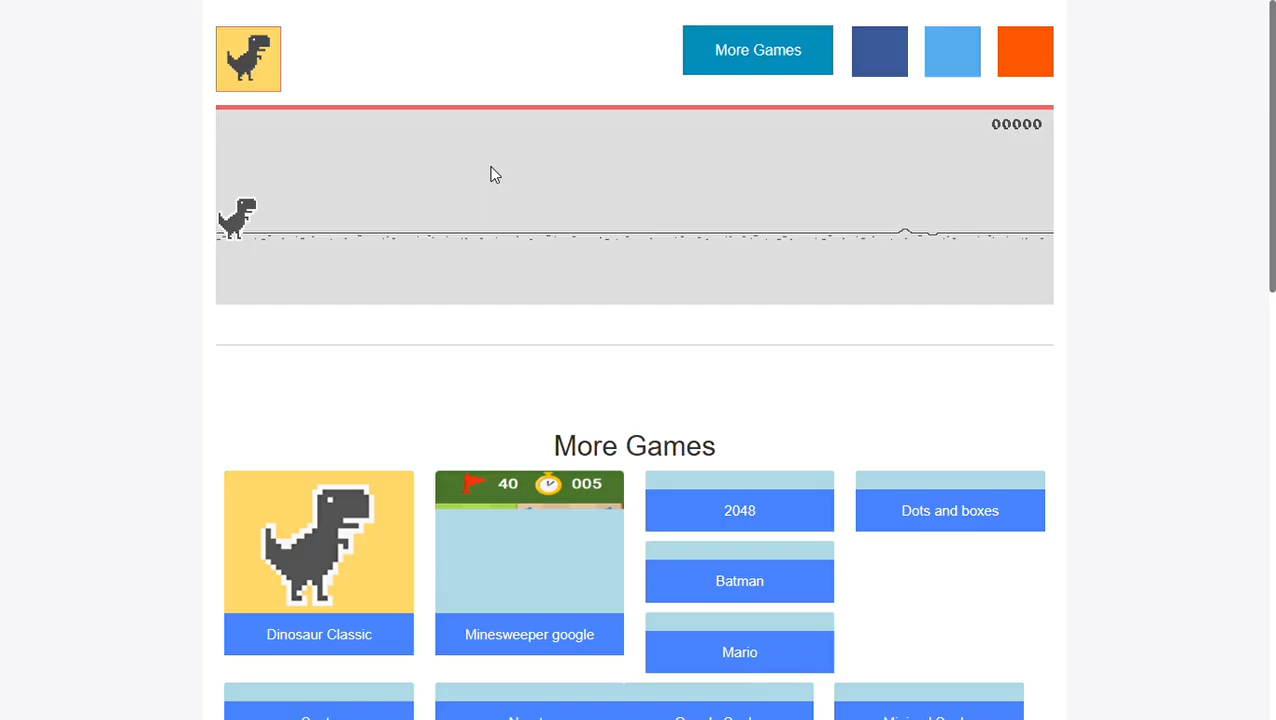 More Games
00000
More Games
40 005
2048
Dots and boxes
Batman
Dinosaur Classic
Minesweeper google
Mario